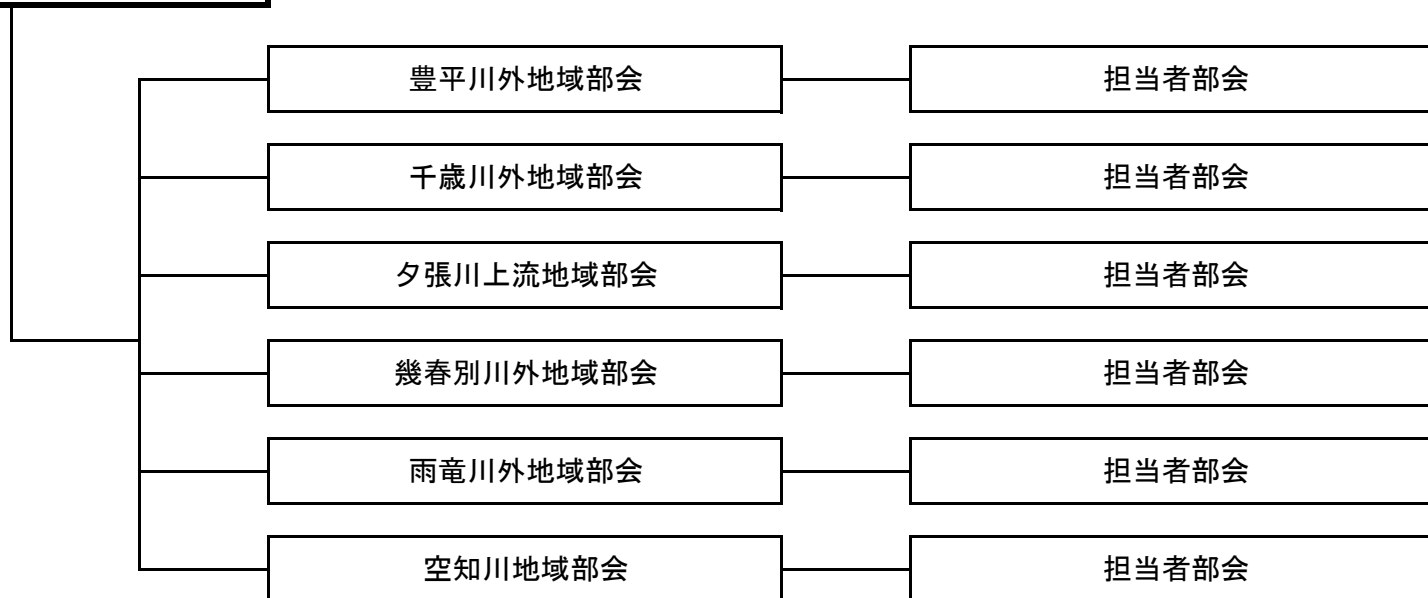 豊平川外地域部会 担当者部会
千歳川外地域部会 担当者部会
夕張川上流地域部会 担当者部会
幾春別川外地域部会 担当者部会
雨竜川外地域部会 担当者部会
空知川地域部会 担当者部会